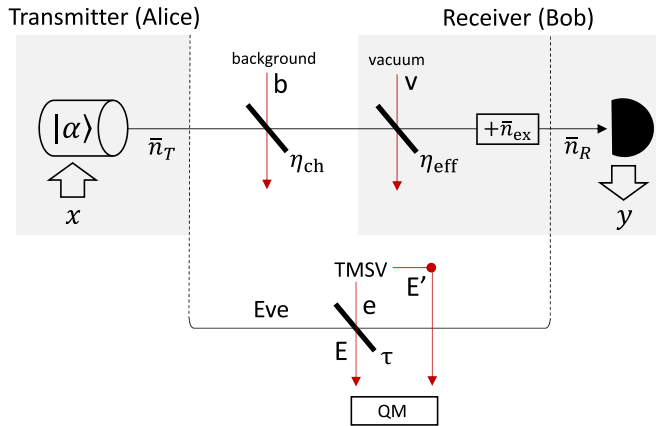 Transmitter (Alice)
Receiver (Bob)
background
b
vacuum
v
|α⟩
n̄_T
η_ch
η_eff
+n̄_ex
n̄_R
x
y
TMSV
E’
Eve
e
E
τ
QM